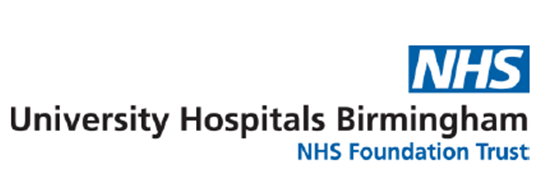 NHS
University Hospitals Birmingham
NHS Foundation Trust